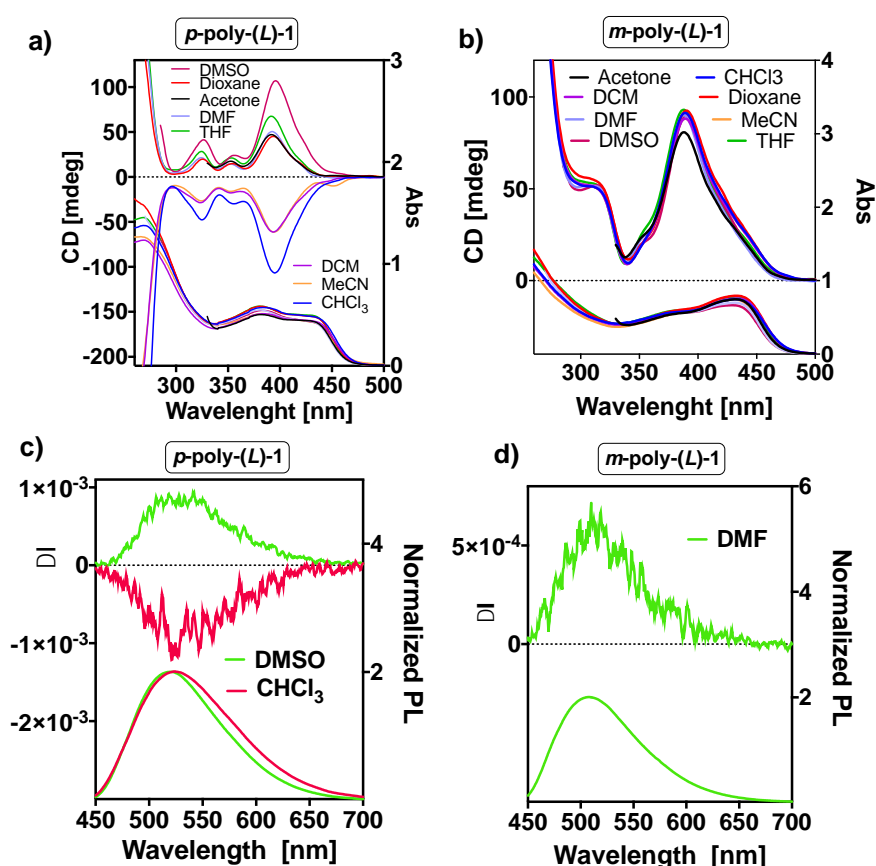 a)
p-poly-(L)-1
DMSO
Dioxane
Acetone
DMF
THF
CD [mdeg]
100
50
0
-50
-100
-150
-200
3
2
1
0
Abs
DCM
MeCN
CHCl₃
300 350 400 450 500
Wavelenght [nm]
b)
m-poly-(L)-1
Acetone CHCl3
DCM Dioxane
DMF MeCN
DMSO THF
CD [mdeg]
100
50
0
4
3
2
1
0
Abs
300 350 400 450 500
Wavelenght [nm]
c)
p-poly-(L)-1
DI
1×10⁻³
0
-1×10⁻³
-2×10⁻³
4
2
Normalized PL
DMSO
CHCl₃
450 500 550 600 650 700
Wavelength [nm]
d)
m-poly-(L)-1
DI
5×10⁻⁴
0
6
4
2
Normalized PL
DMF
450 500 550 600 650 700
Wavelength [nm]